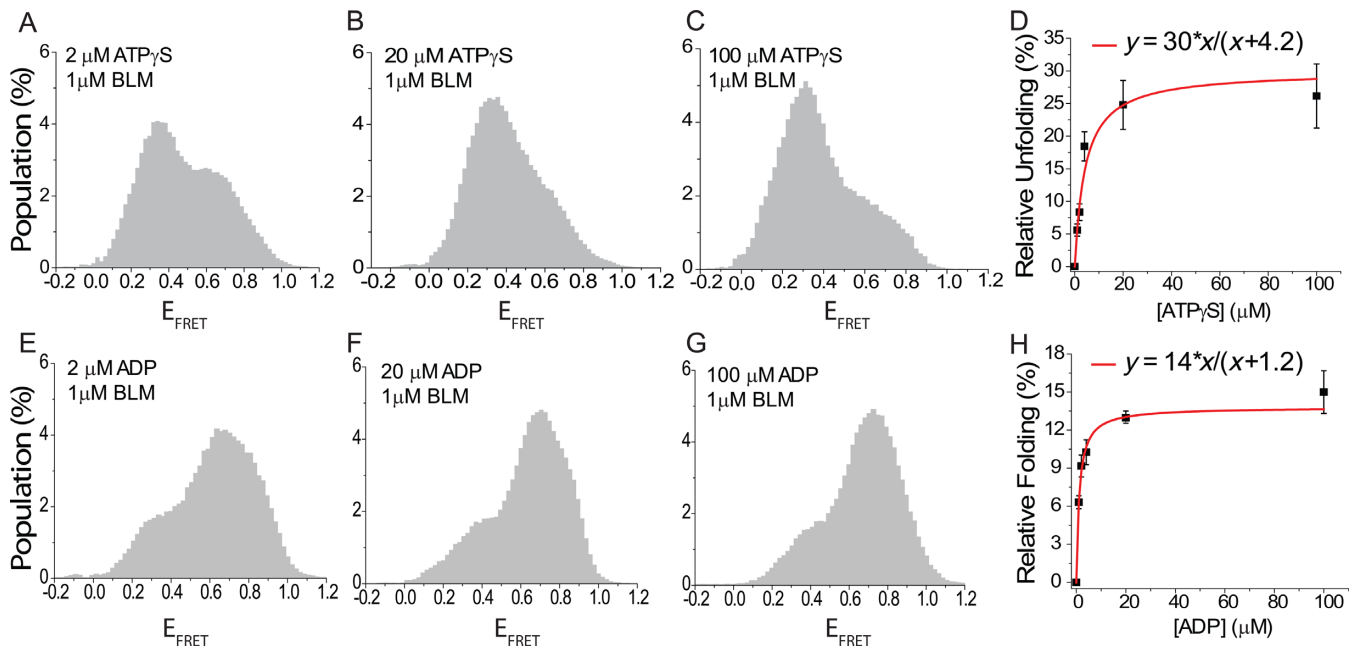 A
Population (%)
6
4
2
0
2 μM ATPγS
1μM BLM
-0.2 0.0 0.2 0.4 0.6 0.8 1.0 1.2
EFRET
B
6
4
2
0
20 μM ATPγS
1μM BLM
-0.2 0.0 0.2 0.4 0.6 0.8 1.0 1.2
EFRET
C
6
4
2
0
100 μM ATPγS
1μM BLM
-0.2 0.0 0.2 0.4 0.6 0.8 1.0 1.2
EFRET
D
Relative Unfolding (%)
35
30
25
20
15
10
5
0
y = 30*x/(x+4.2)
0 20 40 60 80 100
[ATPγS] (μM)
E
Population (%)
6
4
2
0
2 μM ADP
1μM BLM
-0.2 0.0 0.2 0.4 0.6 0.8 1.0 1.2
EFRET
F
6
4
2
0
20 μM ADP
1μM BLM
-0.2 0.0 0.2 0.4 0.6 0.8 1.0 1.2
EFRET
G
6
4
2
0
100 μM ADP
1μM BLM
-0.2 0.0 0.2 0.4 0.6 0.8 1.0 1.2
EFRET
H
Relative Folding (%)
18
15
12
9
6
3
0
y = 14*x/(x+1.2)
0 20 40 60 80 100
[ADP] (μM)